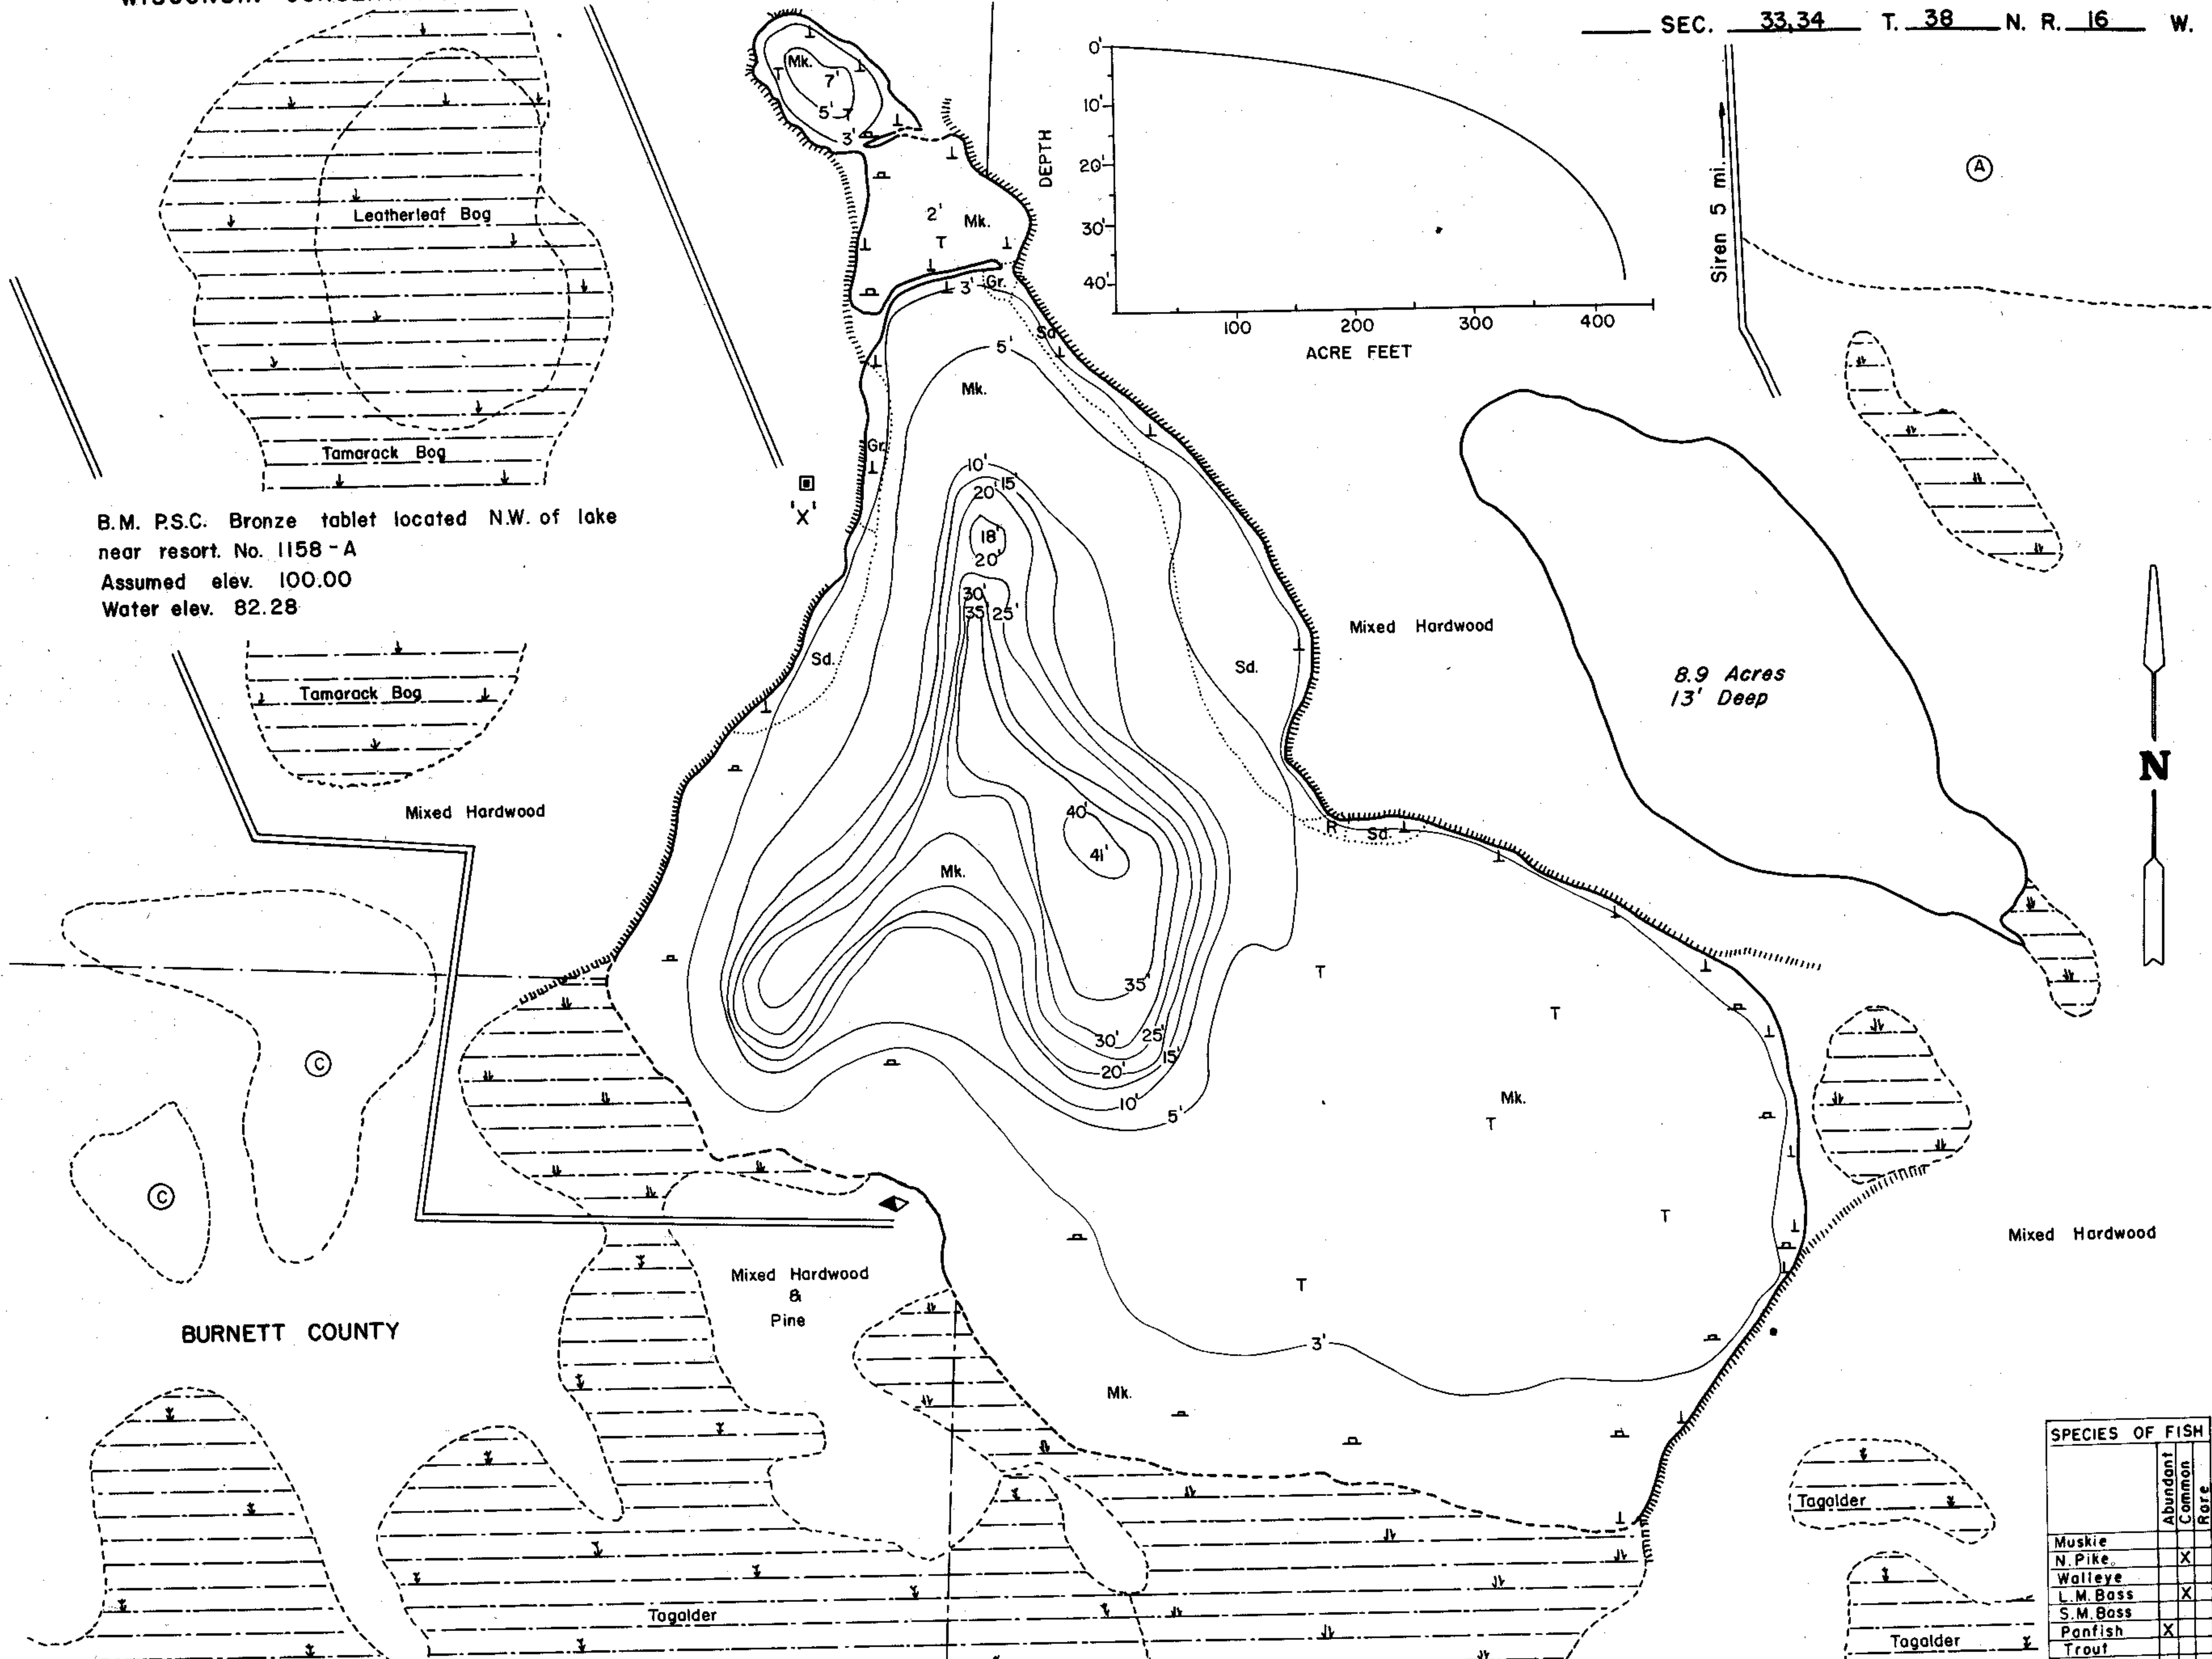 SEC. 33,34 T. 38 N. R. 16 W.
Mk.
7'
T
5'
T
3'
2'
Mk.
T
3'
Gr.
Sd.
5'
Mk.
Gr.
0'
10'
20'
30'
40'
DEPTH
100 200 300 400
ACRE FEET
Siren 5 mi.
A
Leatherleaf Bog
Tamarack Bog
'X'
B.M. P.S.C. Bronze tablet located N.W. of lake
near resort. No. 1158-A
Assumed elev. 100.00
Water elev. 82.28
10'
15'
20'
18'
20'
30'
35'
25'
Sd.
Sd.
Mixed Hardwood
8.9 Acres
13' Deep
Tamarack Bog
N
Mixed Hardwood
40'
41'
R
Sd.
Mk.
35'
T
T
30'
25'
15'
20'
10'
5'
Mk.
T
C
C
T
T
Mixed Hardwood
Mixed Hardwood
&
Pine
BURNETT COUNTY
3'
Mk.
Tagalder
Tagalder
Tagalder
SPECIES OF FISH
Abundant
Common
Rare
Muskie
N. Pike. X
Walleye
L.M. Bass X
S.M. Bass
Panfish X
Trout